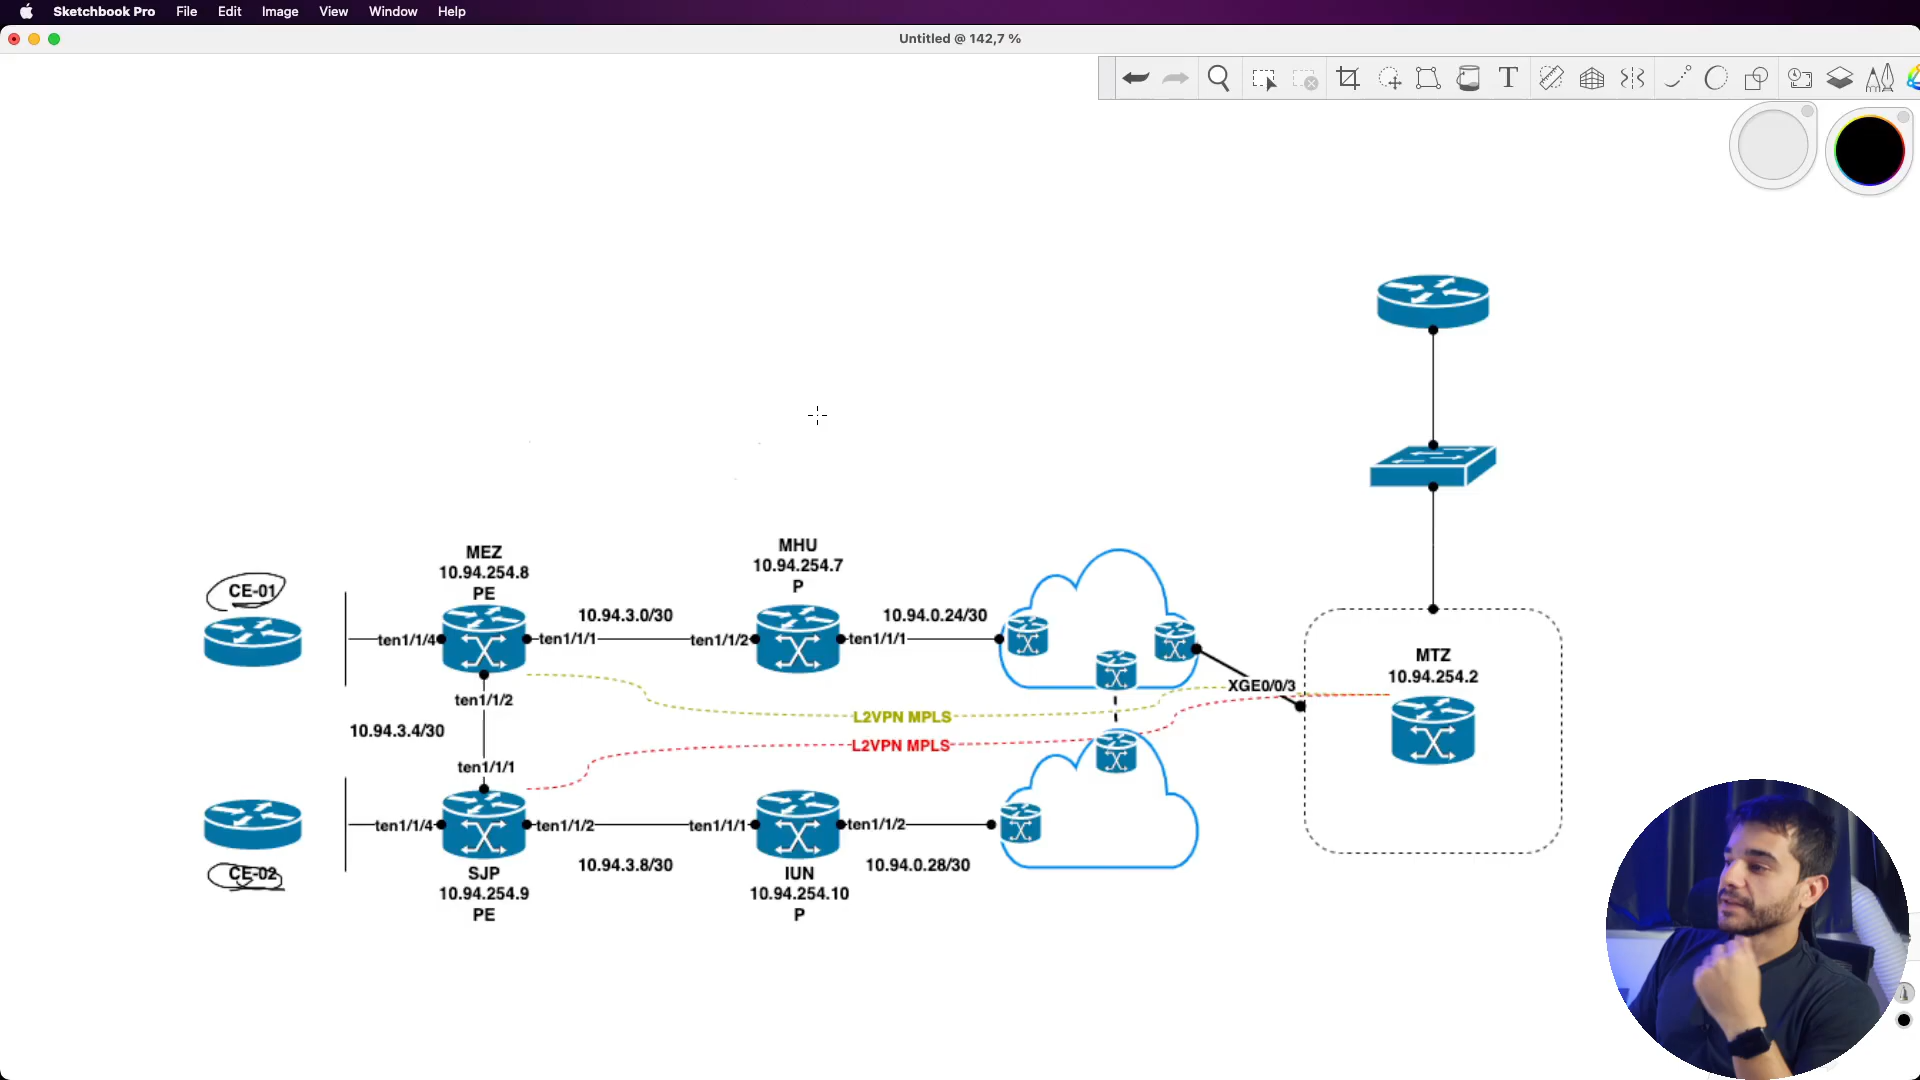 Sketchbook Pro File Edit Image View Window Help
Untitled @ 142,7 %
T
MEZ
10.94.254.8
PE
MHU
10.94.254.7
P
CE-01
10.94.3.0/30
10.94.0.24/30
ten1/1/4
ten1/1/1
ten1/1/2
ten1/1/1
MTZ
10.94.254.2
XGE0/0/3
ten1/1/2
L2VPN MPLS
10.94.3.4/30
L2VPN MPLS
ten1/1/1
ten1/1/4
ten1/1/2
ten1/1/1
ten1/1/2
CE-02
10.94.3.8/30
10.94.0.28/30
SJP
10.94.254.9
PE
IUN
10.94.254.10
P